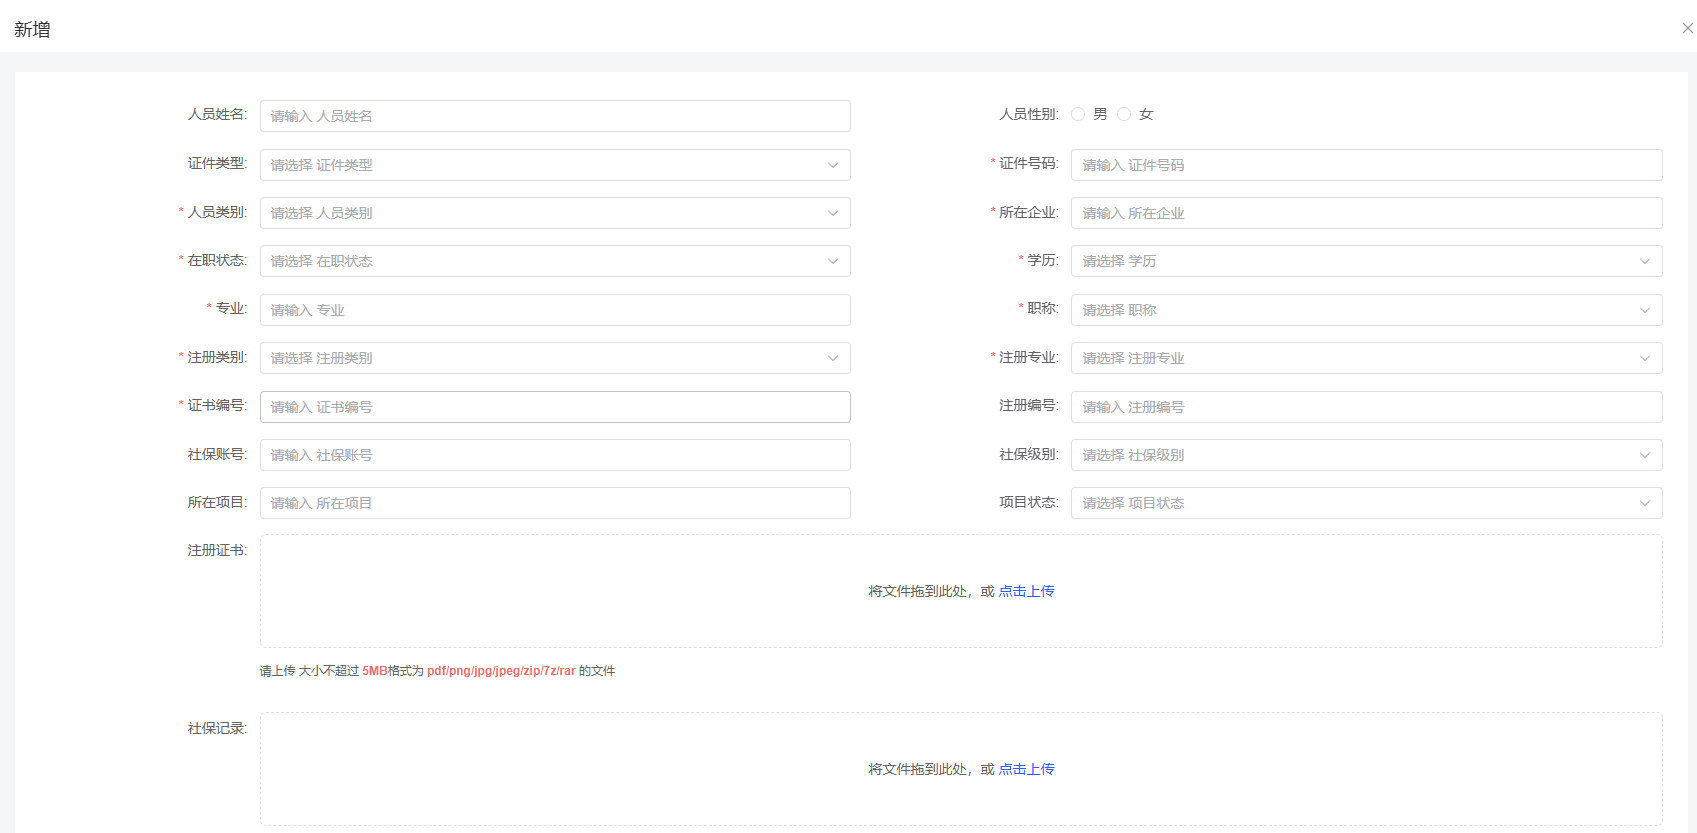 新增
人员姓名: 请输入 人员姓名 人员性别: 男 女
证件类型: 请选择 证件类型 * 证件号码: 请输入 证件号码
* 人员类别: 请选择 人员类别 * 所在企业: 请输入 所在企业
* 在职状态: 请选择 在职状态 * 学历: 请选择 学历
* 专业: 请输入 专业 * 职称: 请选择 职称
* 注册类别: 请选择 注册类别 * 注册专业: 请选择 注册专业
* 证书编号: 请输入 证书编号 注册编号: 请输入 注册编号
社保账号: 请输入 社保账号 社保级别: 请选择 社保级别
所在项目: 请输入 所在项目 项目状态: 请选择 项目状态
注册证书:
将文件拖到此处，或 点击上传
请上传 大小不超过 5MB格式为 pdf/png/jpg/jpeg/zip/7z/rar 的文件
社保记录:
将文件拖到此处，或 点击上传